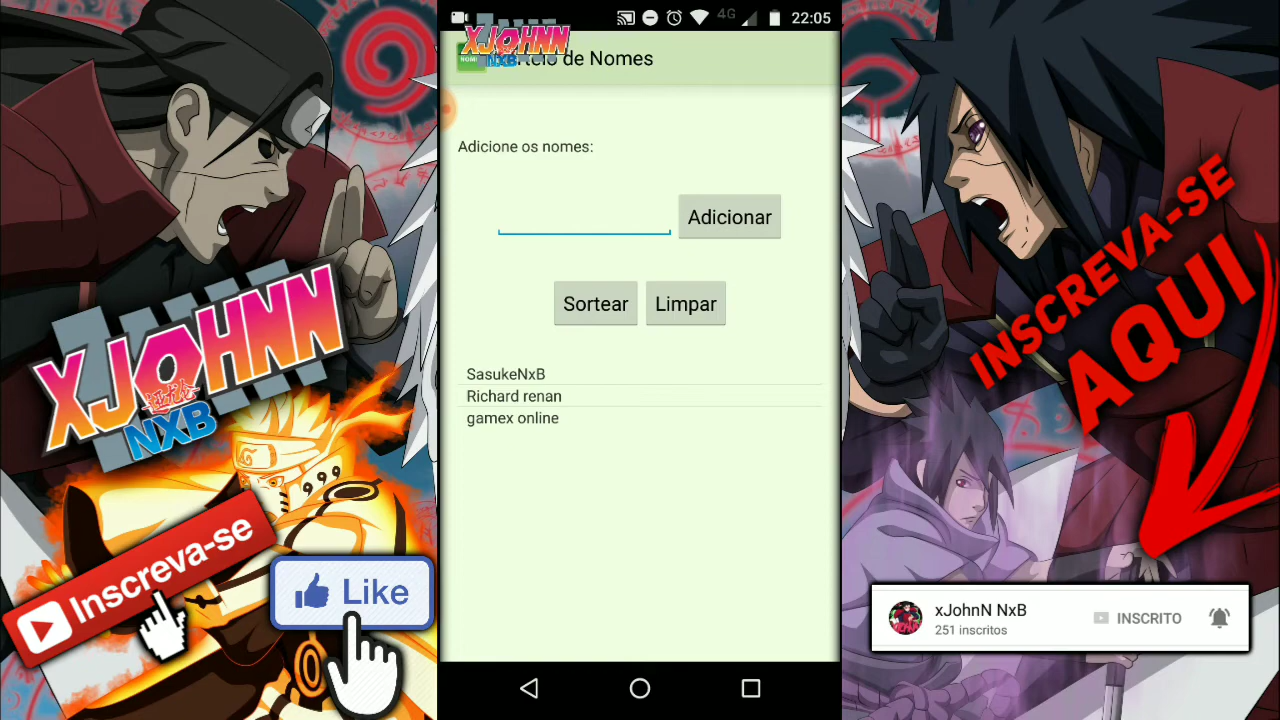 4G 22:05
XJOHNN
NXB
de Nomes
Adicione os nomes:
Adicionar
Sortear Limpar
SasukeNxB
Richard renan
gamex online
XJOHNN
NXB
Inscreva-se
Like
INSCREVA-SE
AQUI
xJohnN NxB
251 inscritos
INSCRITO